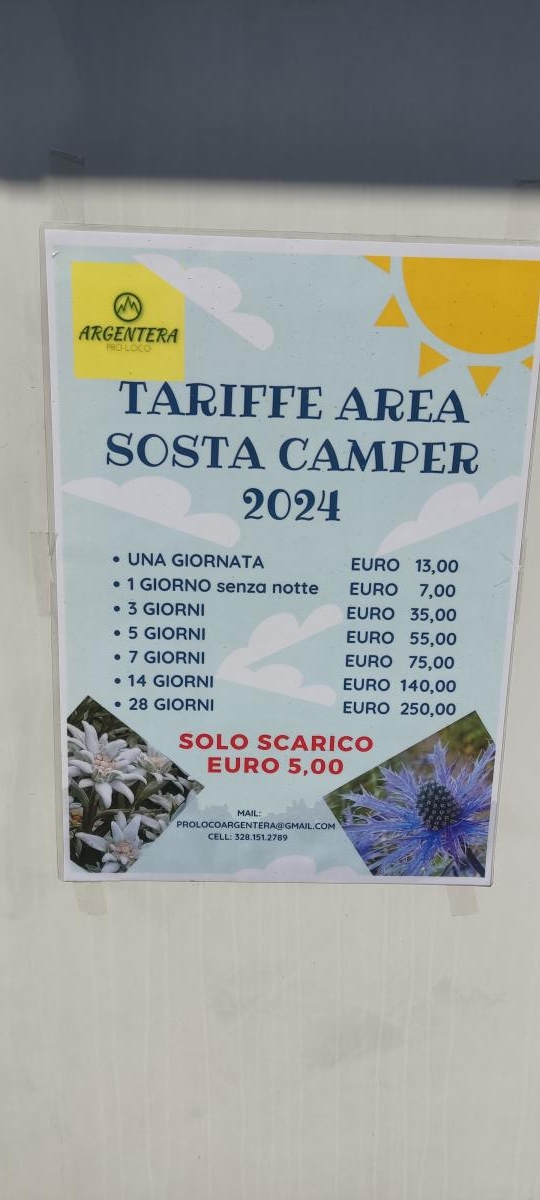 ARGENTERA
PRO LOCO
TARIFFE AREA
SOSTA CAMPER
2024
• UNA GIORNATA EURO 13,00
• 1 GIORNO senza notte EURO 7,00
• 3 GIORNI EURO 35,00
• 5 GIORNI EURO 55,00
• 7 GIORNI EURO 75,00
• 14 GIORNI EURO 140,00
• 28 GIORNI EURO 250,00
SOLO SCARICO
EURO 5,00
MAIL:
PROLOCOARGENTERA@GMAIL.COM
CELL: 328.151.2789